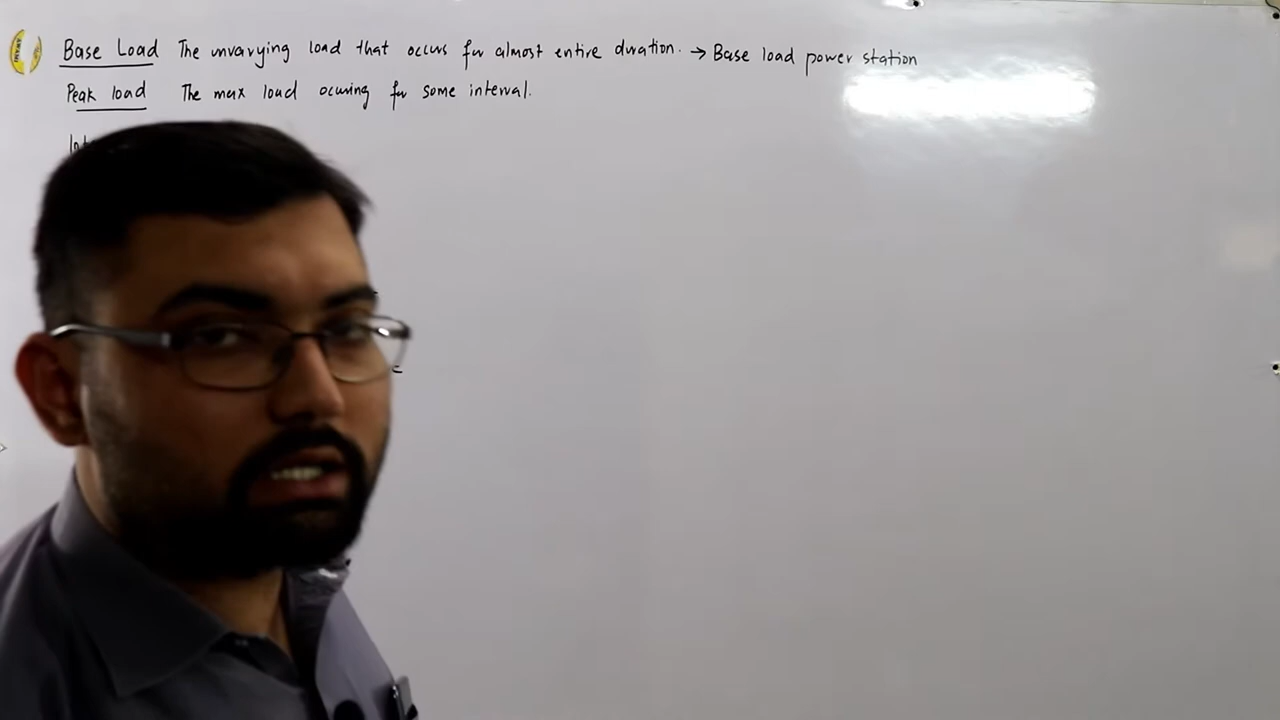 Base Load The unvarying load that occurs for almost entire duration. → Base load power station
Peak load The max load ocuring for some interval.